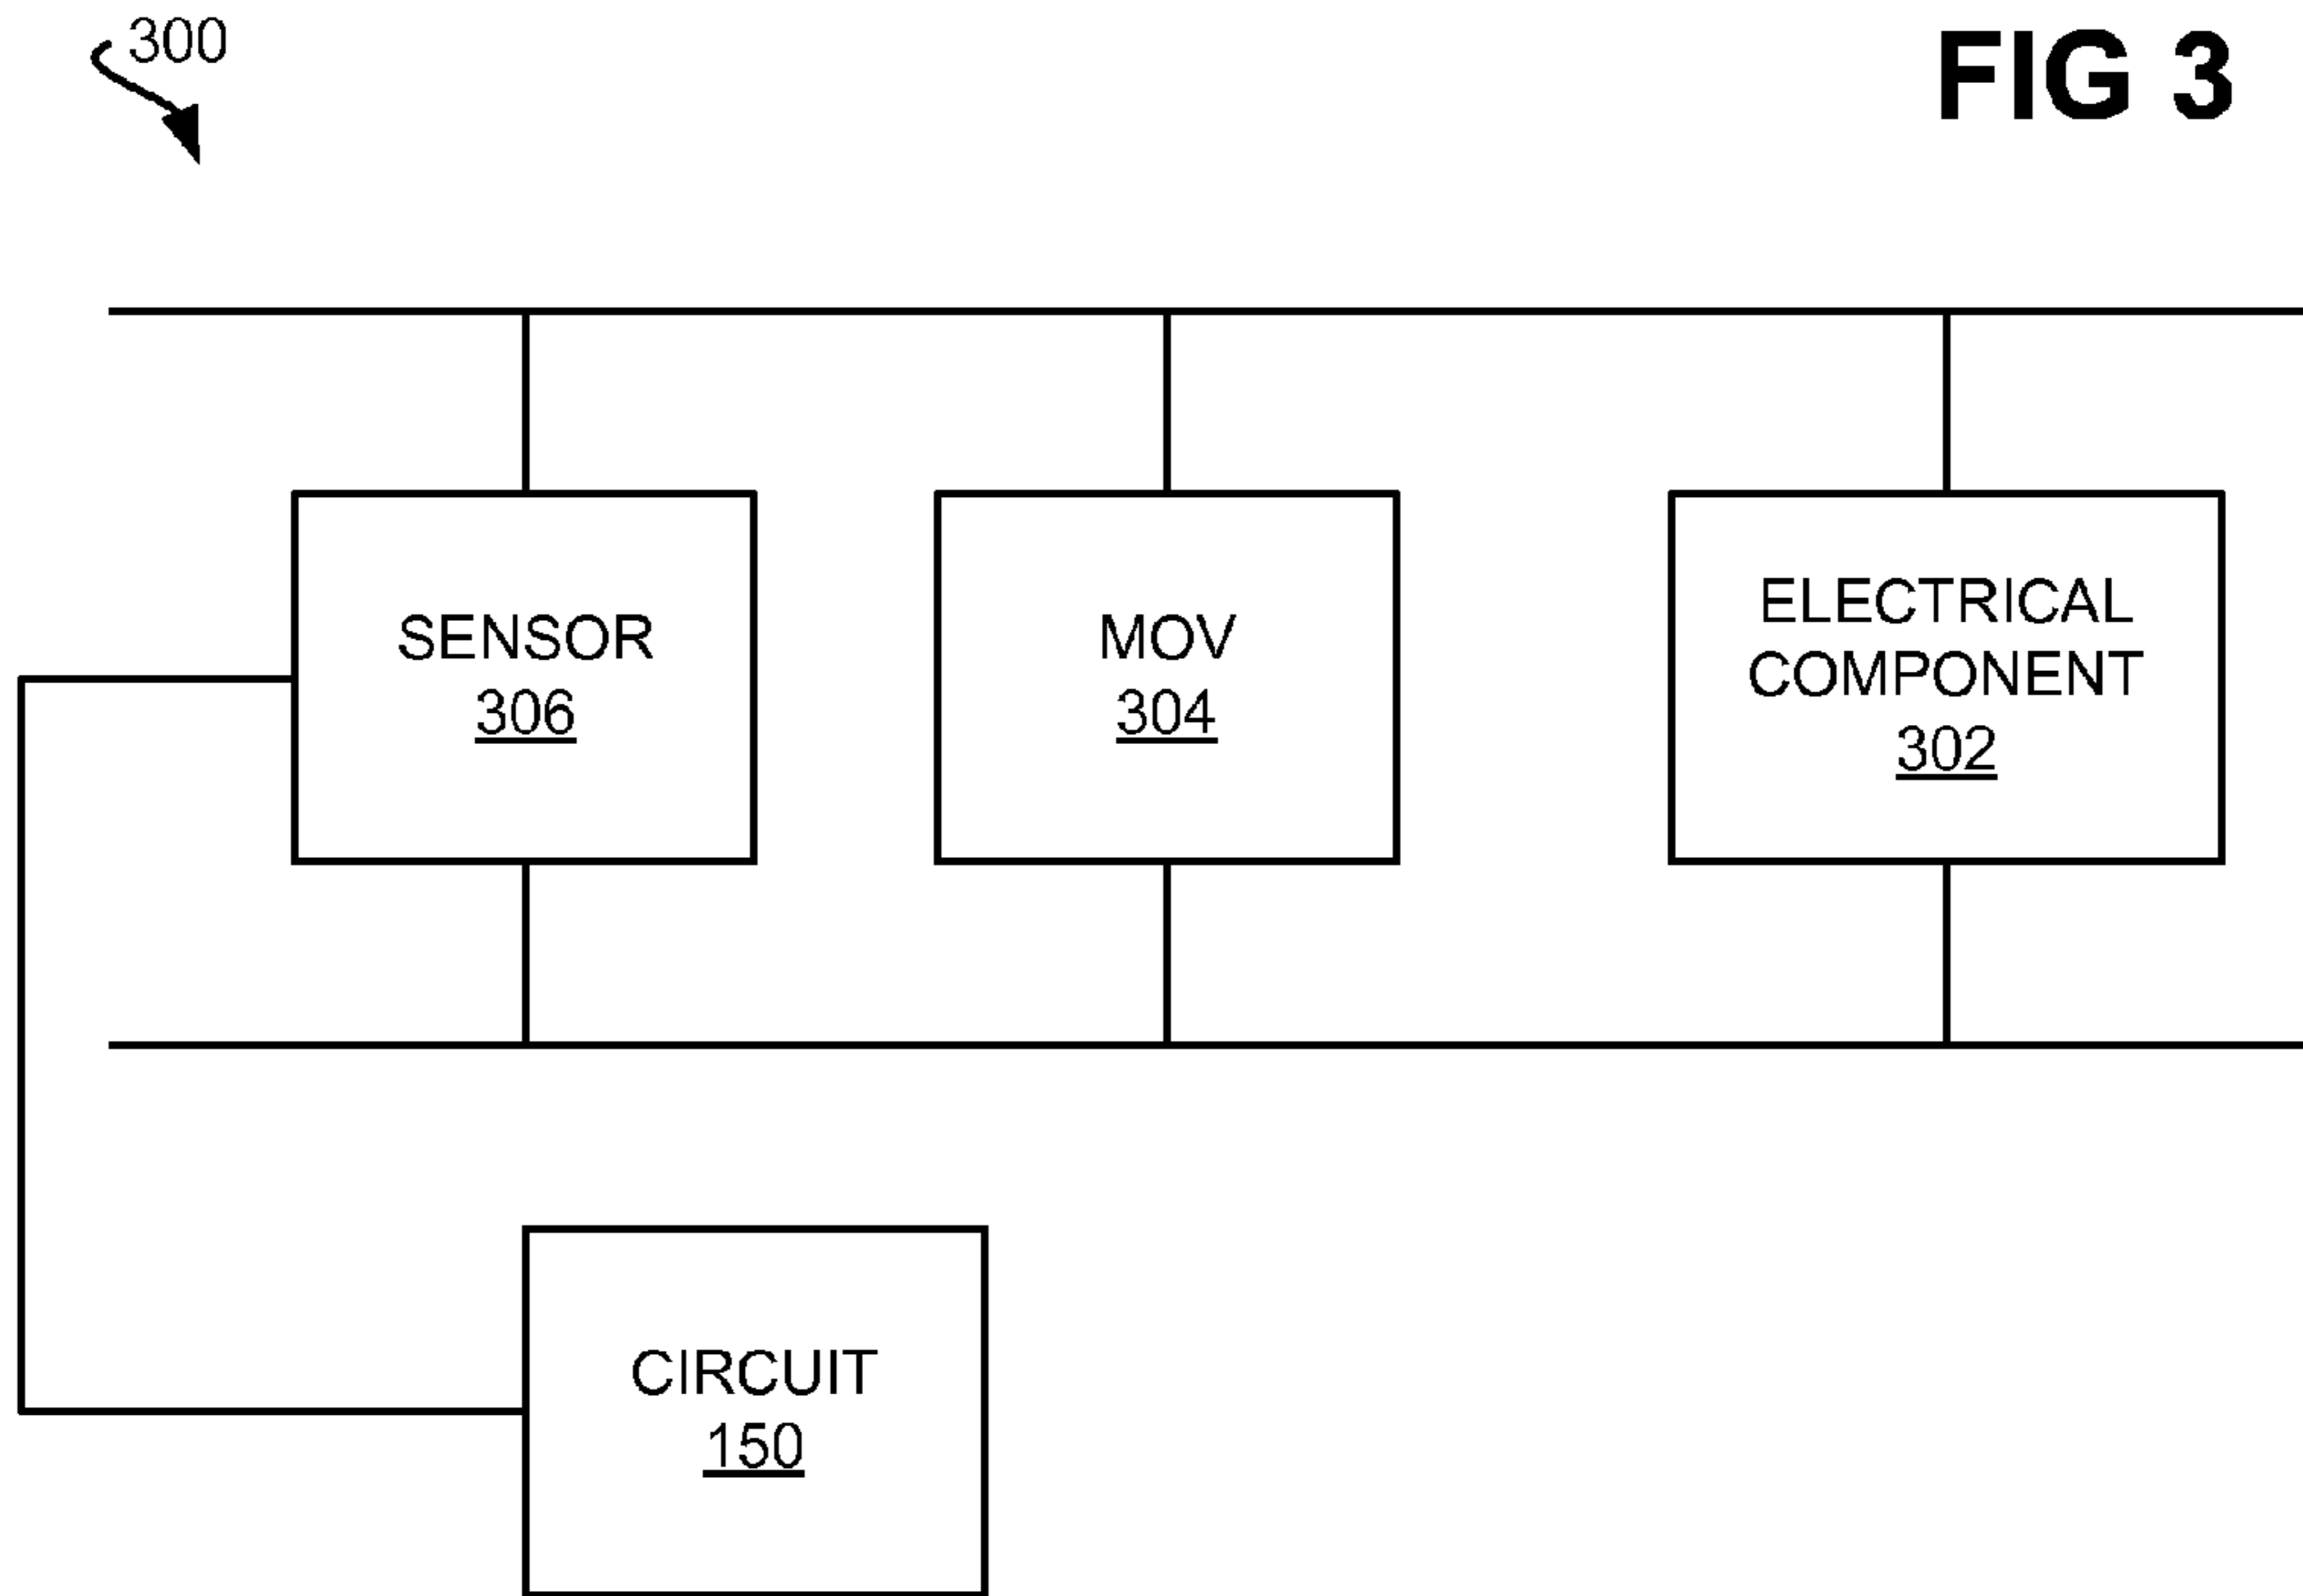 300
FIG 3
SENSOR
306
MOV
304
ELECTRICAL
COMPONENT
302
CIRCUIT
150